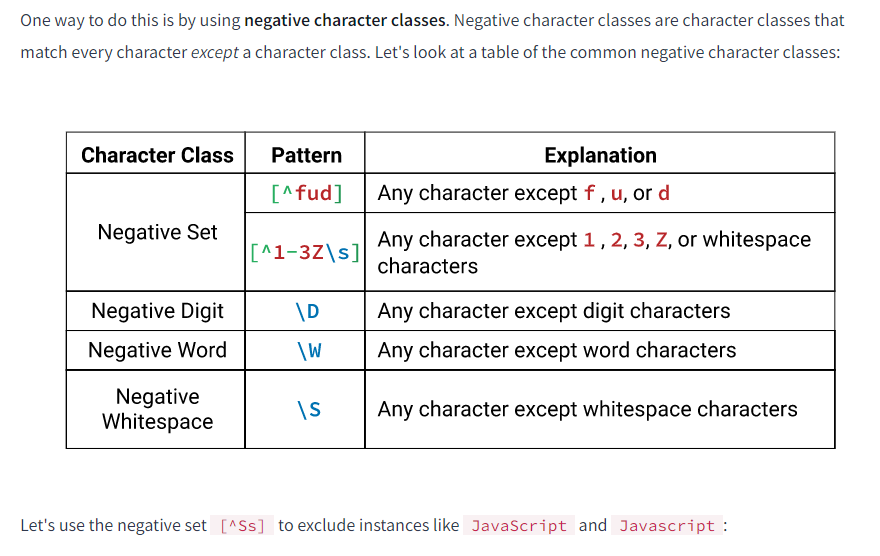 One way to do this is by using negative character classes. Negative character classes are character classes that
match every character except a character class. Let's look at a table of the common negative character classes:
Character Class Pattern Explanation
Negative Set
[^fud] Any character except f, u, or d
[^1-3Z\s] Any character except 1, 2, 3, Z, or whitespace
characters
Negative Digit \D Any character except digit characters
Negative Word \W Any character except word characters
Negative
Whitespace
\S Any character except whitespace characters
Let's use the negative set [^Ss] to exclude instances like JavaScript and Javascript :